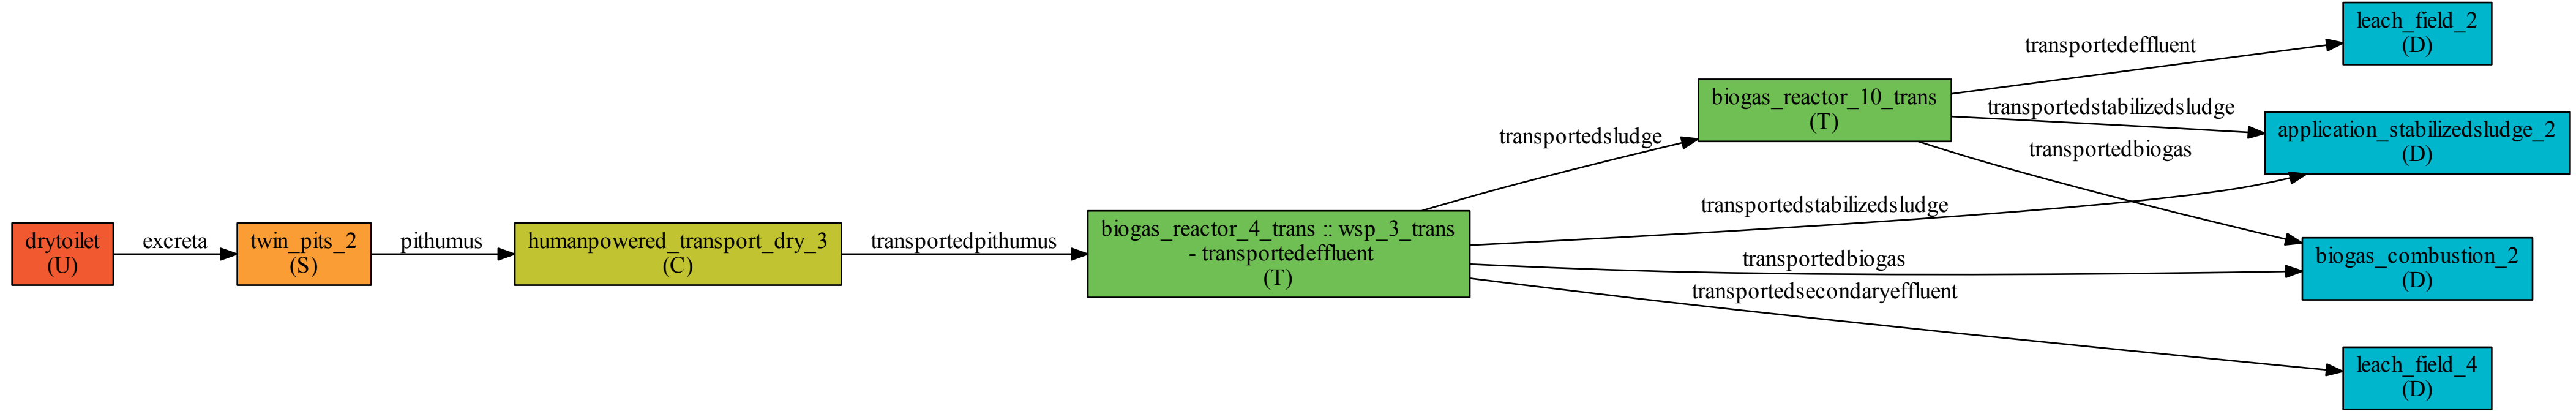 drytoilet
(U)
excreta
twin_pits_2
(S)
pithumus
humanpowered_transport_dry_3
(C)
transportedpithumus
biogas_reactor_4_trans :: wsp_3_trans
- transportedeffluent
(T)
transportedsludge
transportedstabilizedsludge
transportedbiogas
transportedsecondaryeffluent
biogas_reactor_10_trans
(T)
transportedeffluent
transportedstabilizedsludge
transportedbiogas
leach_field_2
(D)
application_stabilizedsludge_2
(D)
biogas_combustion_2
(D)
leach_field_4
(D)